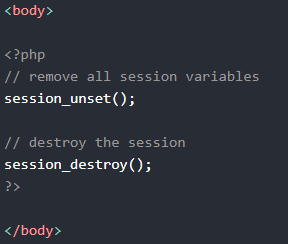 <body>
<?php
// remove all session variables
session_unset();
// destroy the session
session_destroy();
?>
</body>